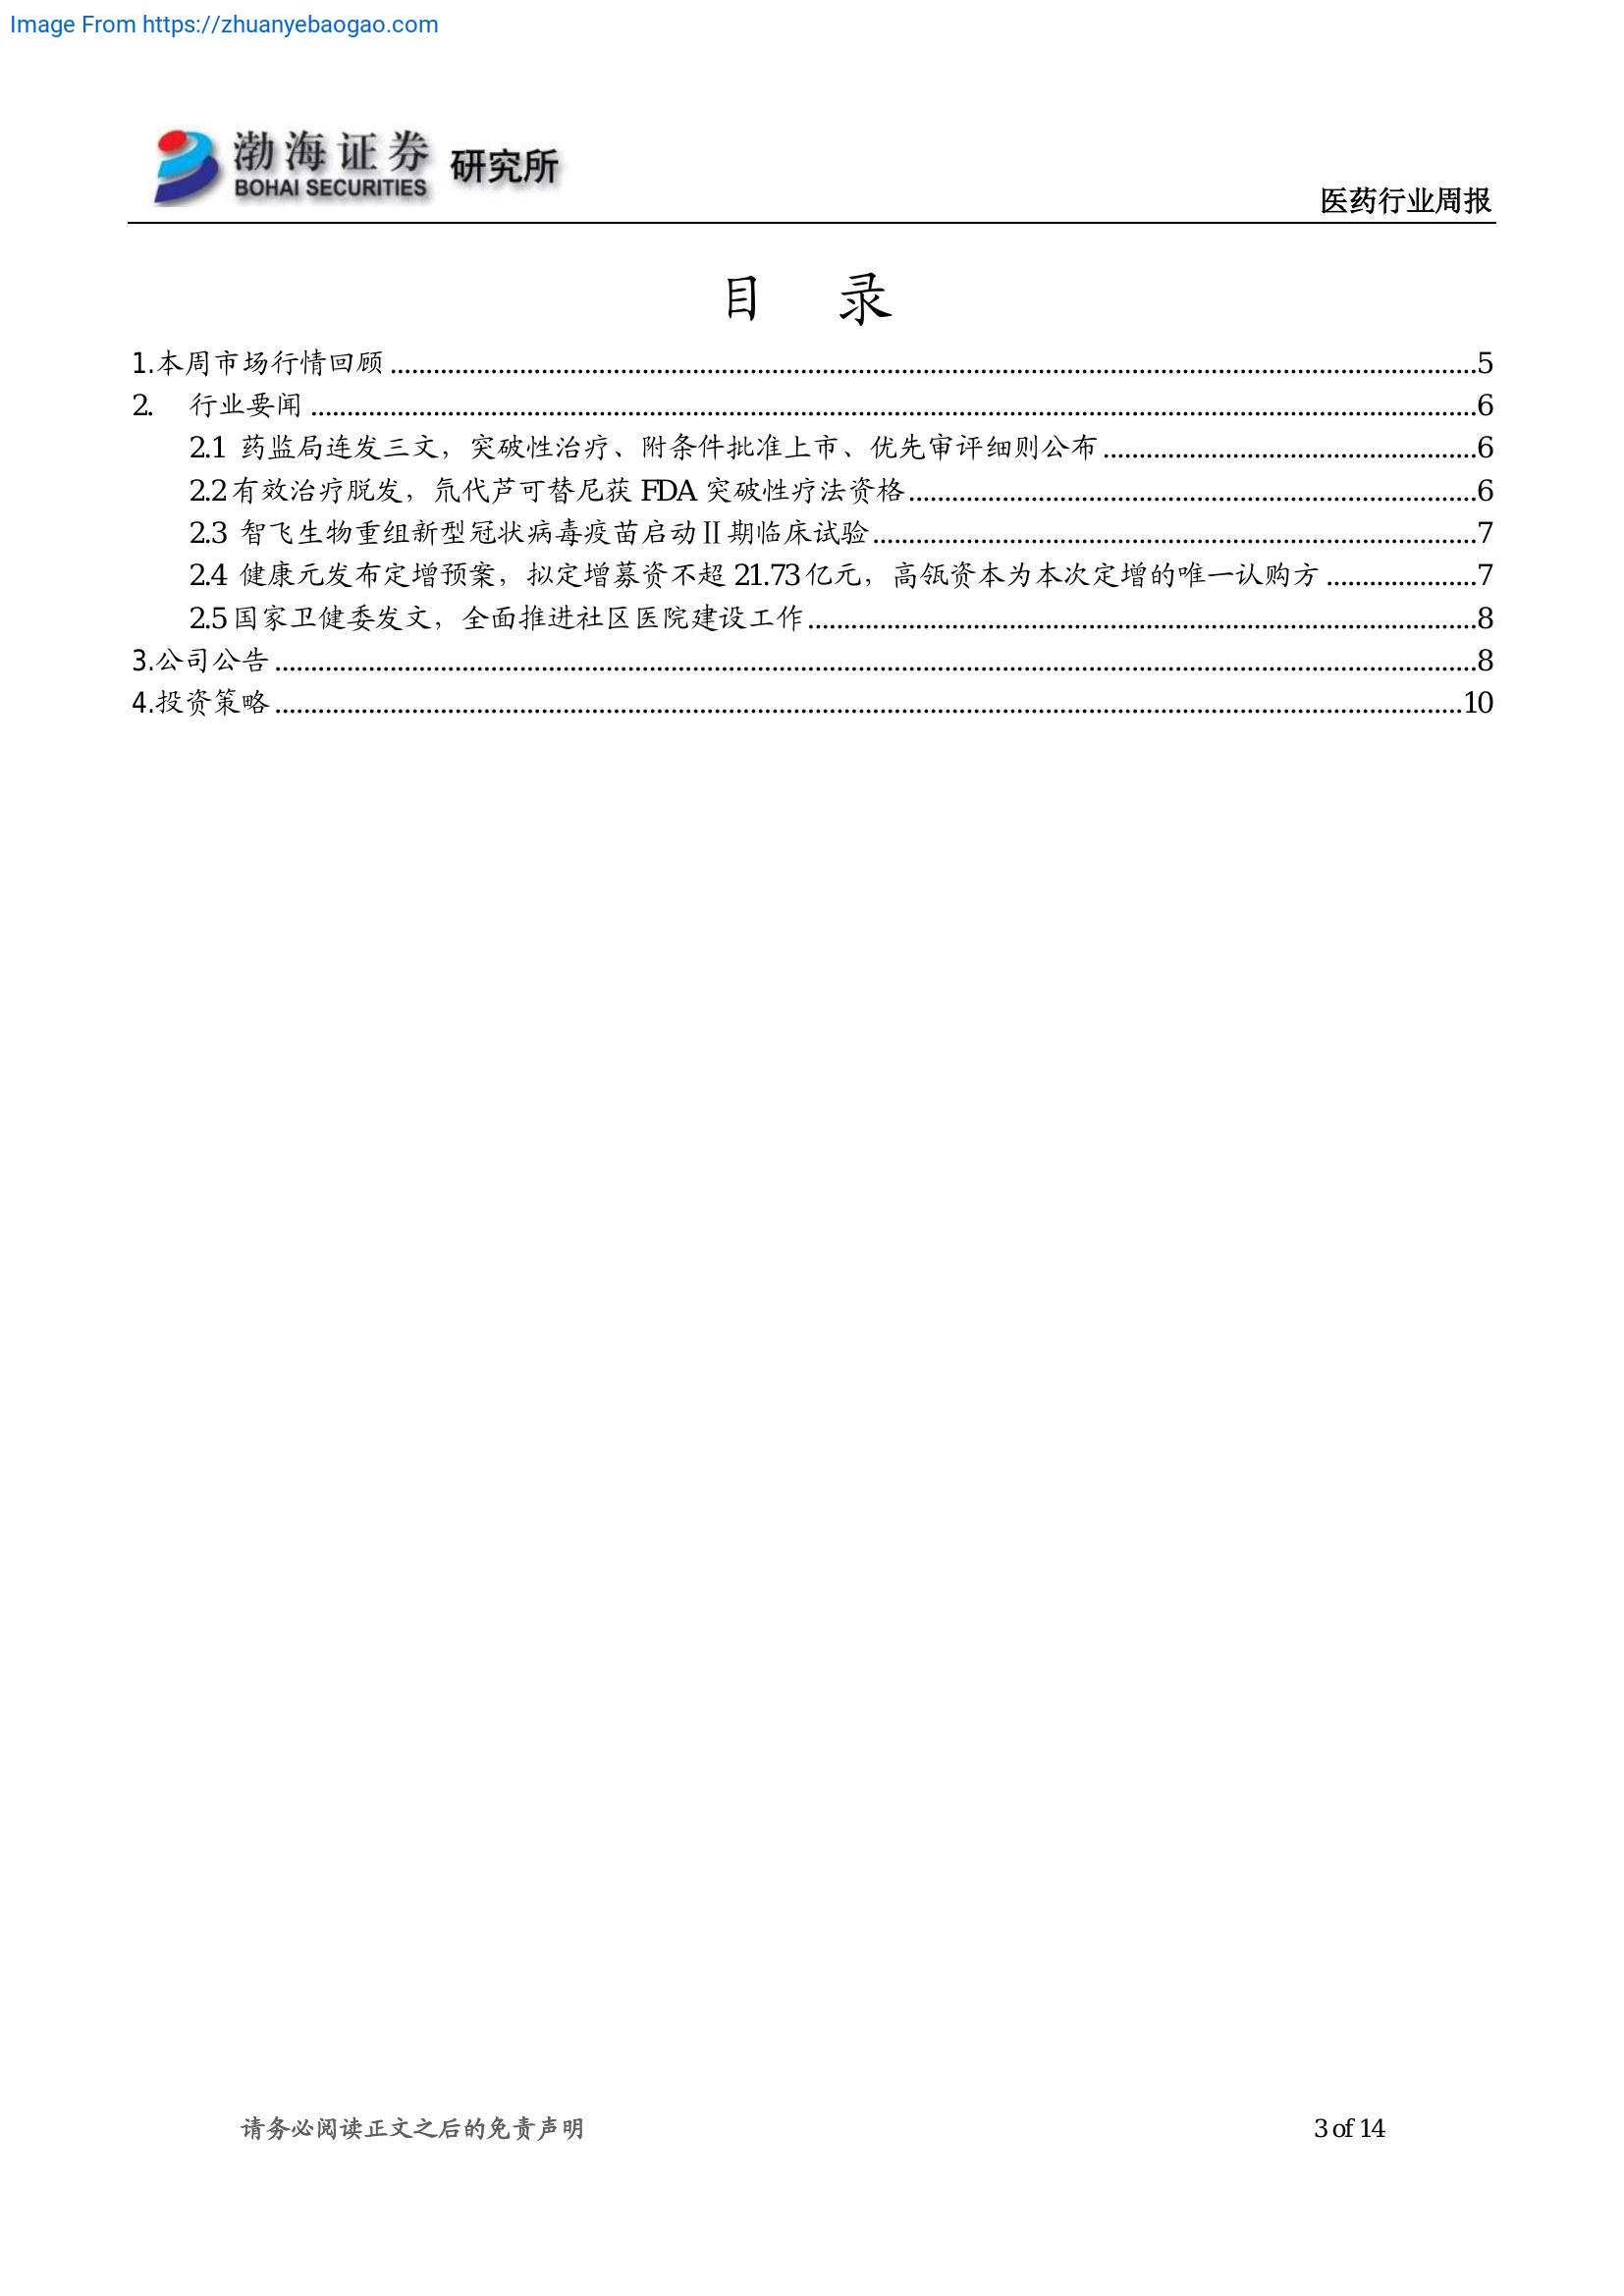 Image From https://zhuanyebaogao.com
渤海证券 研究所
BOHAI SECURITIES
医药行业周报
目 录
1.本周市场行情回顾 5
2. 行业要闻 6
2.1 药监局连发三文，突破性治疗、附条件批准上市、优先审评细则公布 6
2.2 有效治疗脱发，氘代芦可替尼获 FDA 突破性疗法资格 6
2.3 智飞生物重组新型冠状病毒疫苗启动Ⅱ期临床试验 7
2.4 健康元发布定增预案，拟定增募资不超 21.73 亿元，高瓴资本为本次定增的唯一认购方 7
2.5 国家卫健委发文，全面推进社区医院建设工作 8
3.公司公告 8
4.投资策略 10
请务必阅读正文之后的免责声明 3 of 14